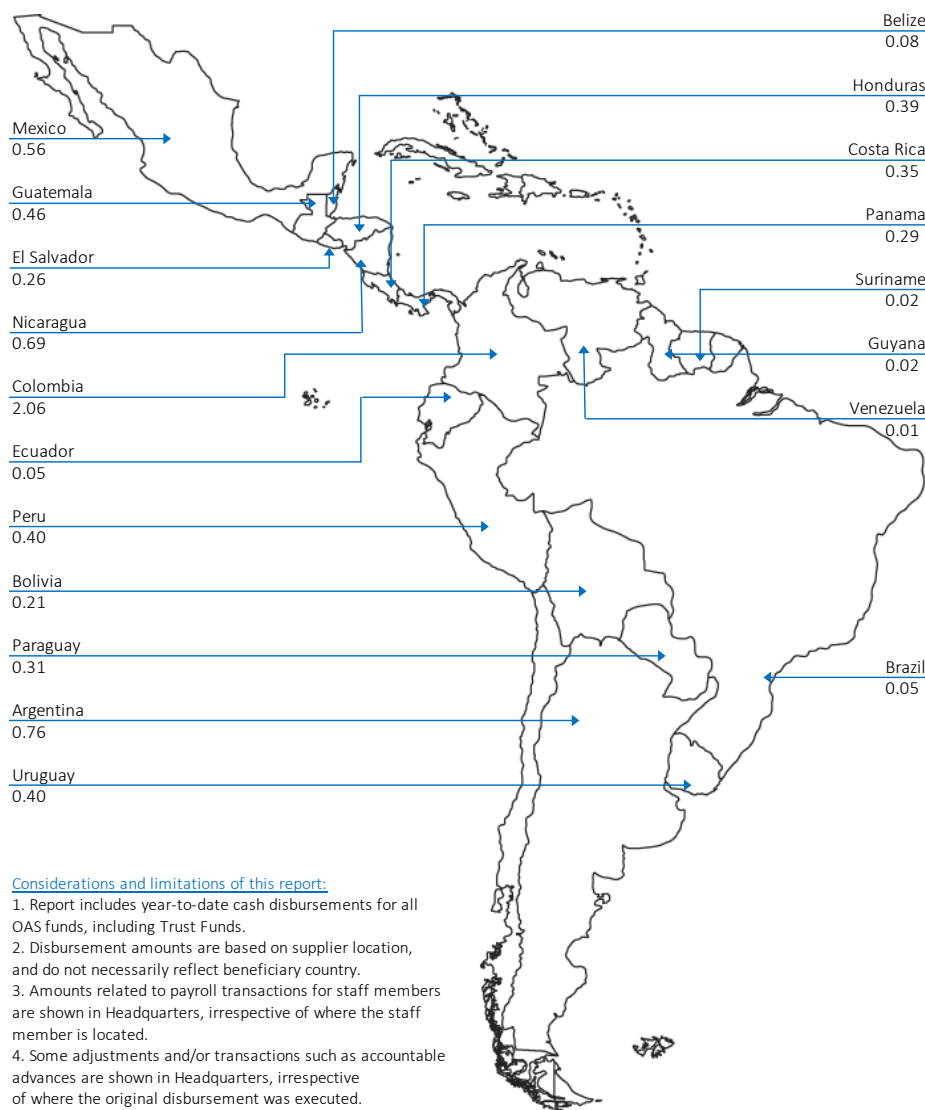 Belize
0.08
Honduras
0.39
Mexico
0.56
Costa Rica
0.35
Guatemala
0.46
Panama
0.29
El Salvador
0.26
Suriname
0.02
Nicaragua
0.69
Guyana
0.02
Colombia
2.06
Venezuela
0.01
Ecuador
0.05
Peru
0.40
Bolivia
0.21
Paraguay
0.31
Brazil
0.05
Argentina
0.76
Uruguay
0.40
Considerations and limitations of this report:
1. Report includes year-to-date cash disbursements for all
OAS funds, including Trust Funds.
2. Disbursement amounts are based on supplier location,
and do not necessarily reflect beneficiary country.
3. Amounts related to payroll transactions for staff members
are shown in Headquarters, irrespective of where the staff
member is located.
4. Some adjustments and/or transactions such as accountable
advances are shown in Headquarters, irrespective
of where the original disbursement was executed.